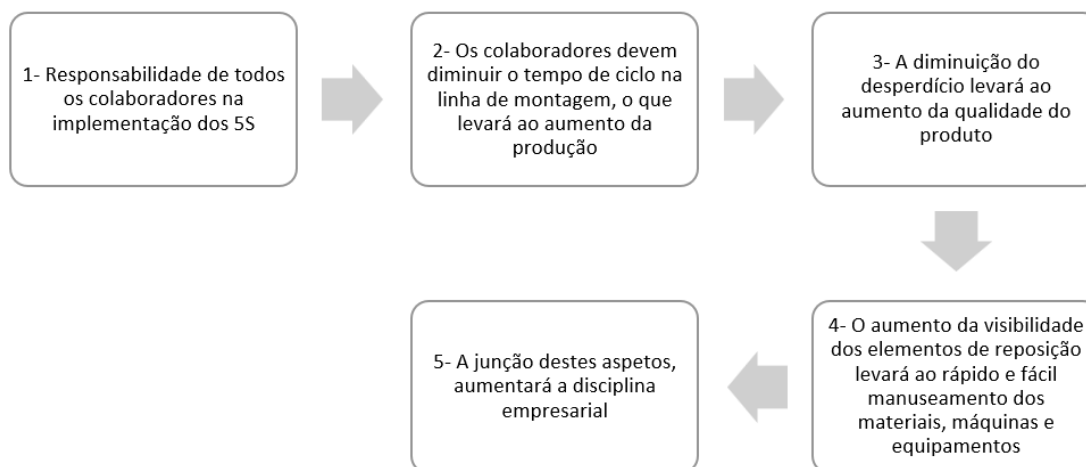 1- Responsabilidade de todos
os colaboradores na
implementação dos 5S
2- Os colaboradores devem
diminuir o tempo de ciclo na
linha de montagem, o que
levará ao aumento da
produção
3- A diminuição do
desperdício levará ao
aumento da qualidade do
produto
4- O aumento da visibilidade
dos elementos de reposição
levará ao rápido e fácil
manuseamento dos
materiais, máquinas e
equipamentos
5- A junção destes aspetos,
aumentará a disciplina
empresarial